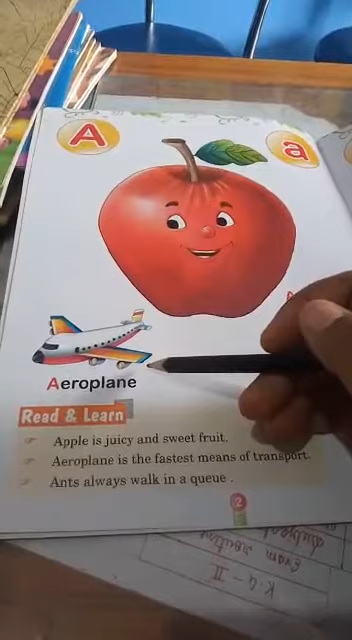 A
a
A
Aeroplane
Read & Learn
Apple is juicy and sweet fruit.
Aeroplane is the fastest means of transport.
Ants always walk in a queue .
2
K.G - II
Exam routine